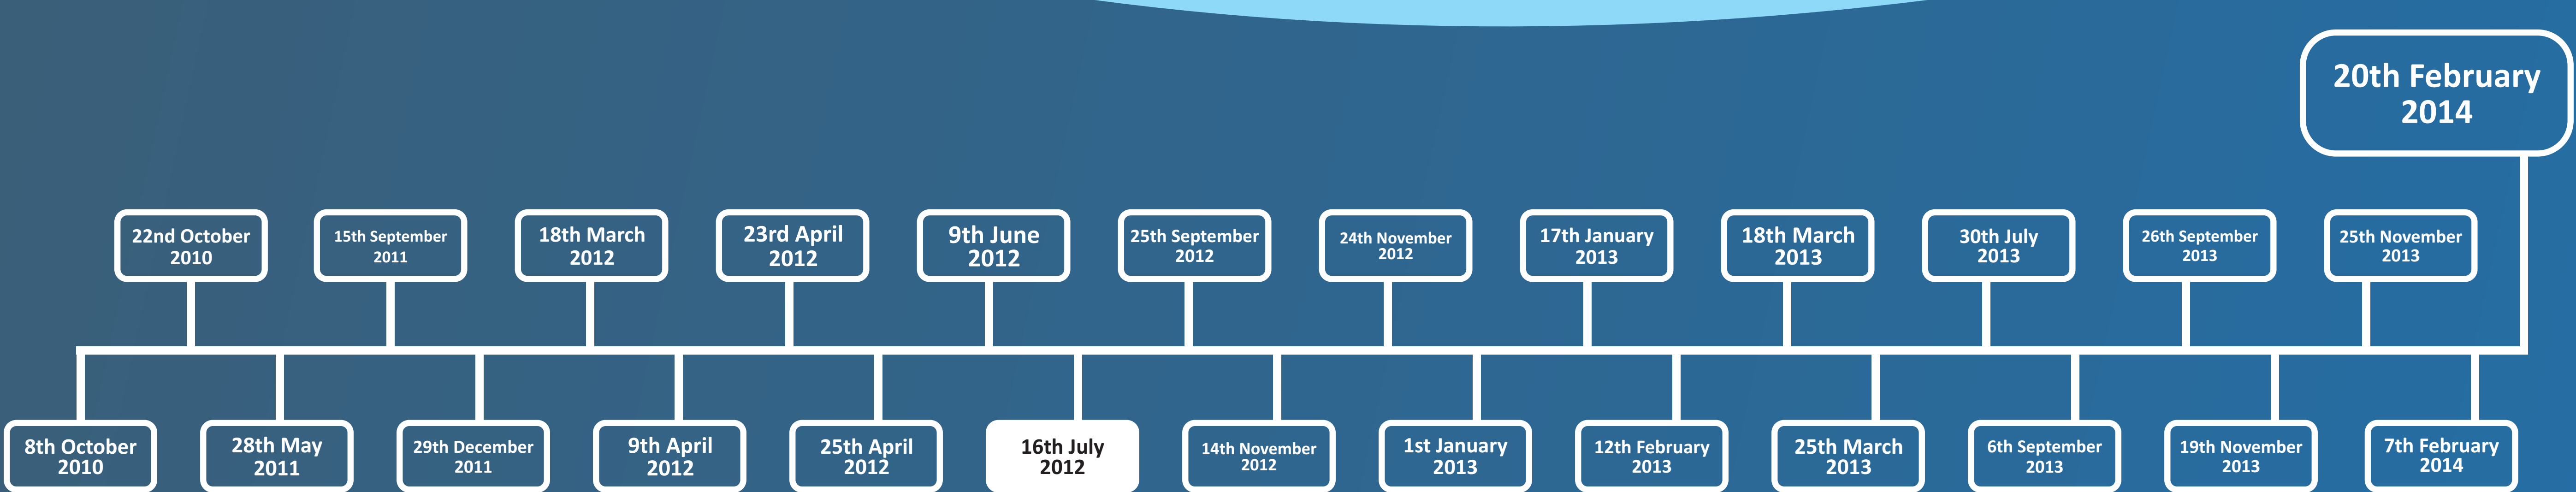 20th February
2014
22nd October
2010
15th September
2011
18th March
2012
23rd April
2012
9th June
2012
25th September
2012
24th November
2012
17th January
2013
18th March
2013
30th July
2013
26th September
2013
25th November
2013
8th October
2010
28th May
2011
29th December
2011
9th April
2012
25th April
2012
16th July
2012
14th November
2012
1st January
2013
12th February
2013
25th March
2013
6th September
2013
19th November
2013
7th February
2014